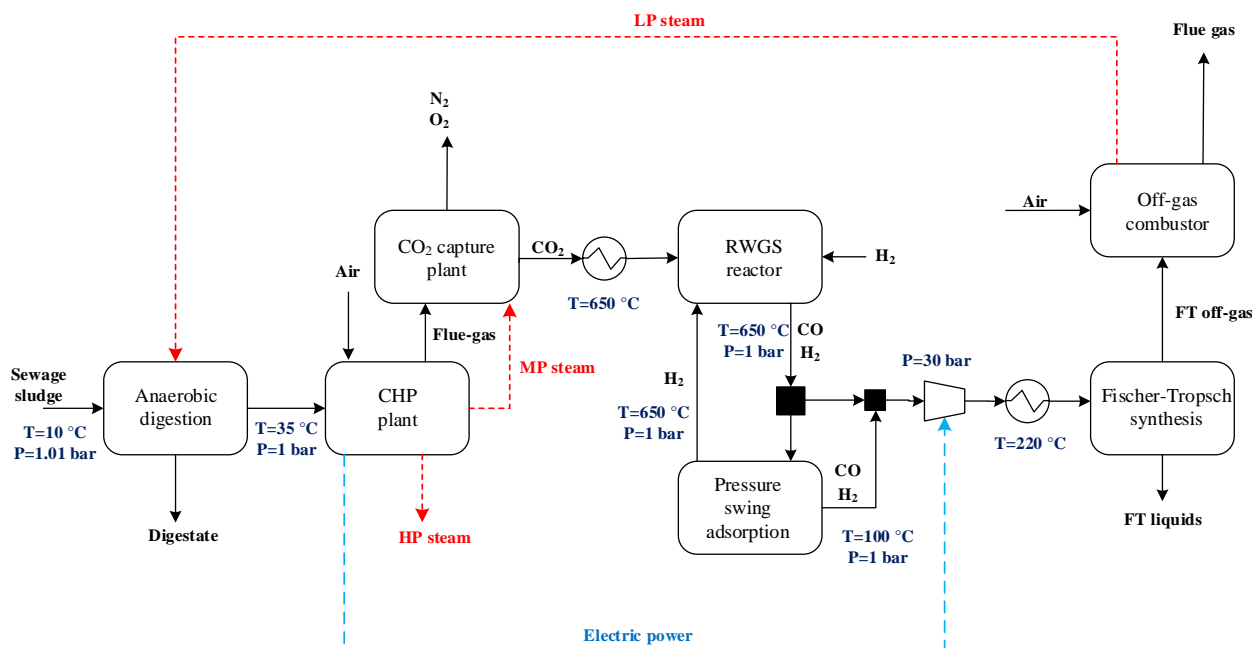 LP steam
Flue gas
N₂
O₂
Air
Off-gas
combustor
CO₂ capture
plant
CO₂
RWGS
reactor
H₂
T=650 °C
Air
Flue-gas
FT off-gas
T=650 °C
P=1 bar
CO
H₂
P=30 bar
MP steam
Sewage
sludge
Anaerobic
digestion
CHP
plant
H₂
T=650 °C
P=1 bar
Fischer-Tropsch
synthesis
T=10 °C
P=1.01 bar
T=35 °C
P=1 bar
T=220 °C
Pressure
swing
adsorption
CO
H₂
T=100 °C
P=1 bar
Digestate
HP steam
FT liquids
Electric power